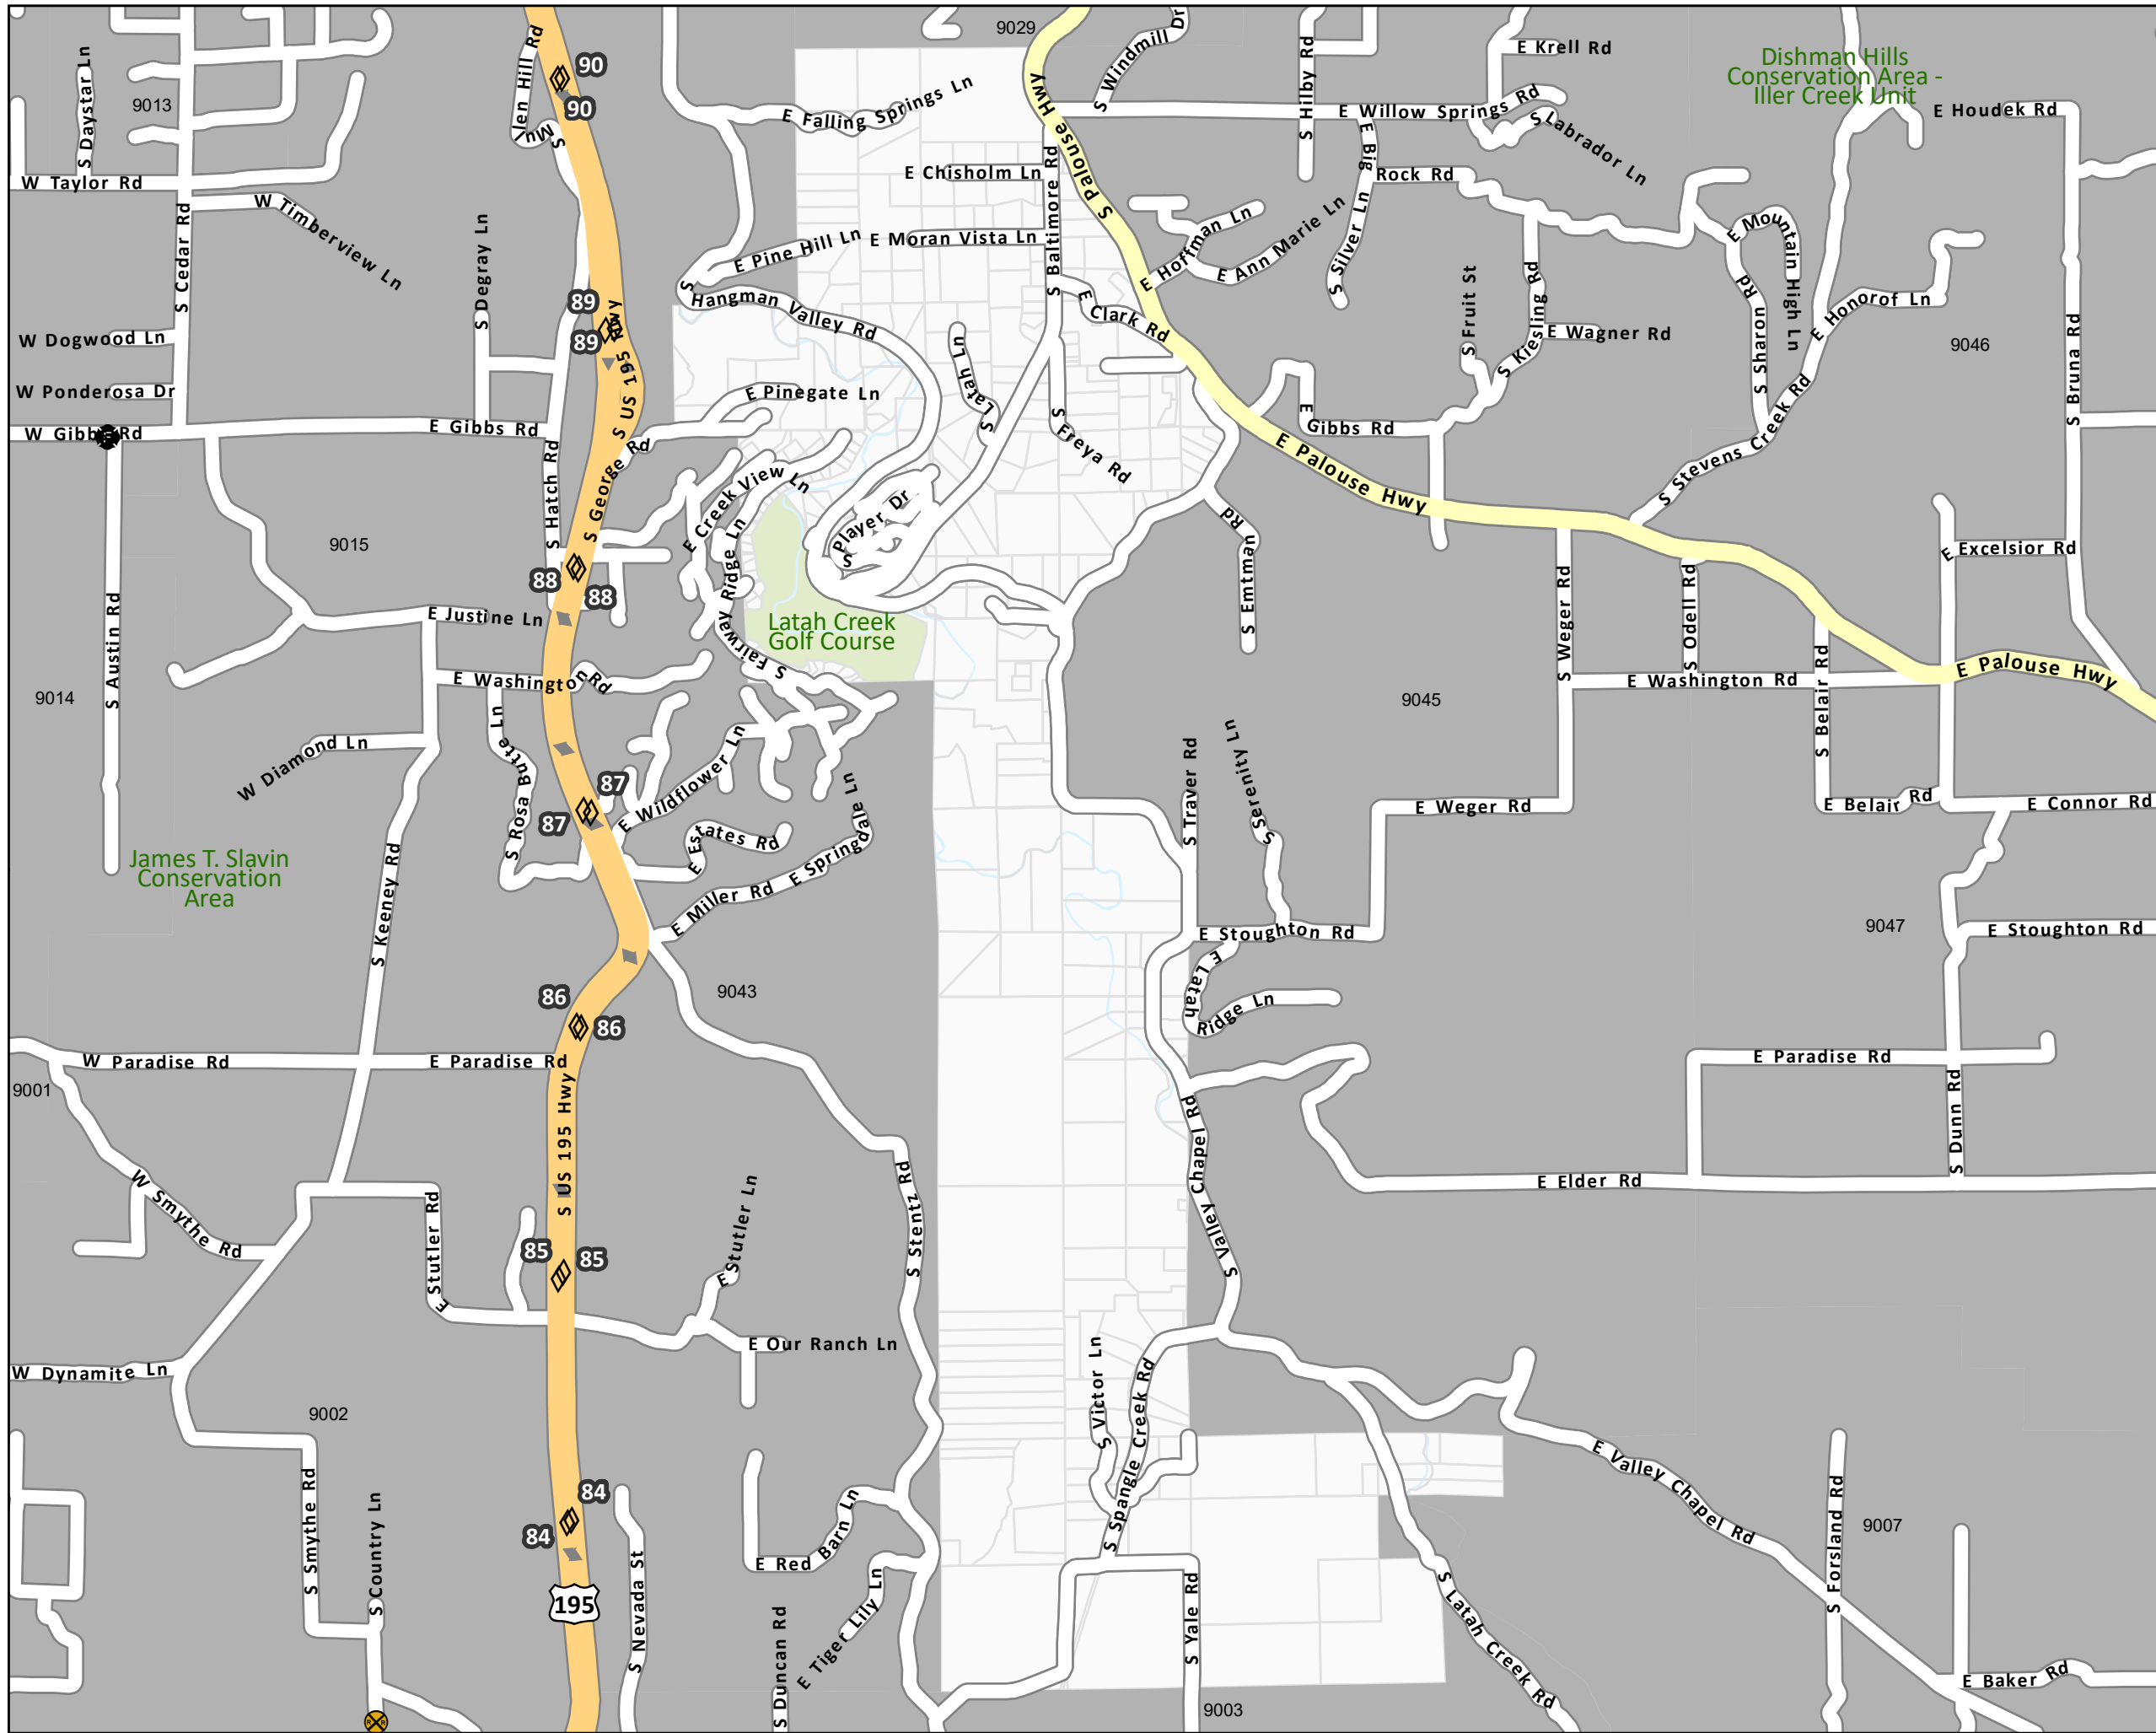 9029
S Windmill Dr
S Hilby Rd
E Krell Rd
Dishman Hills
Conservation Area -
Iller Creek Unit
E Houdek Rd
S Daystar Ln
9013
S Mullen Hill Rd
90
90
E Falling Springs Ln
S Palouse Hwy
E Willow Springs Rd
S Labrador Ln
E Big Rock Rd
W Taylor Rd
W Timberview Ln
S Cedar Rd
S Degray Ln
E Chisholm Ln
S Baltimore Rd
E Pine Hill Ln
E Moran Vista Ln
E Hoffman Ln
E Ann Marie Ln
S Silver Ln
S Fruit St
S Kiesling Rd
E Wagner Rd
E Mountain High Ln
S Sharon Rd
E Honorof Ln
9046
S Bruna Rd
W Dogwood Ln
W Ponderosa Dr
W Gibbs Rd
E Gibbs Rd
89
89
S US 195 Hwy
S Hangman Valley Rd
E Clark Rd
S Latah Ln
S Freya Rd
E Pinegate Ln
S George Rd
S Hatch Rd
E Gibbs Rd
E Palouse Hwy
S Stevens Creek Rd
E Creek View Ln
S Player Dr
S Fairway Ridge Ln
Latah Creek
Golf Course
S Emtman Rd
9015
88
88
E Justine Ln
S Austin Rd
9014
E Washington Rd
W Diamond Ln
S Rosa Butte Ln
87
87
E Wildflower Ln
E Estates Rd
E Miller Rd
E Springdale Ln
S Weger Rd
S Odell Rd
E Washington Rd
S Belair Rd
E Excelsior Rd
E Palouse Hwy
9045
S Traver Rd
S Serenity Ln
E Weger Rd
E Belair Rd
E Connor Rd
James T. Slavin
Conservation
Area
S Keeney Rd
E Stoughton Rd
9047
E Stoughton Rd
E Latah Ridge Ln
86
86
9043
W Paradise Rd
E Paradise Rd
9001
E Paradise Rd
S Dunn Rd
S US 195 Hwy
S Valley Chapel Rd
E Elder Rd
W Smythe Rd
E Stutler Rd
85
85
E Stutler Ln
S Stentz Rd
E Our Ranch Ln
W Dynamite Ln
9002
S Victor Ln
S Spangle Creek Rd
E Valley Chapel Rd
S Forsland Rd
9007
S Smythe Rd
S Country Ln
84
84
195
S Nevada St
E Red Barn Ln
E Tiger Lily Ln
S Duncan Rd
S Yale Rd
9003
S Latah Creek Rd
E Baker Rd
R R